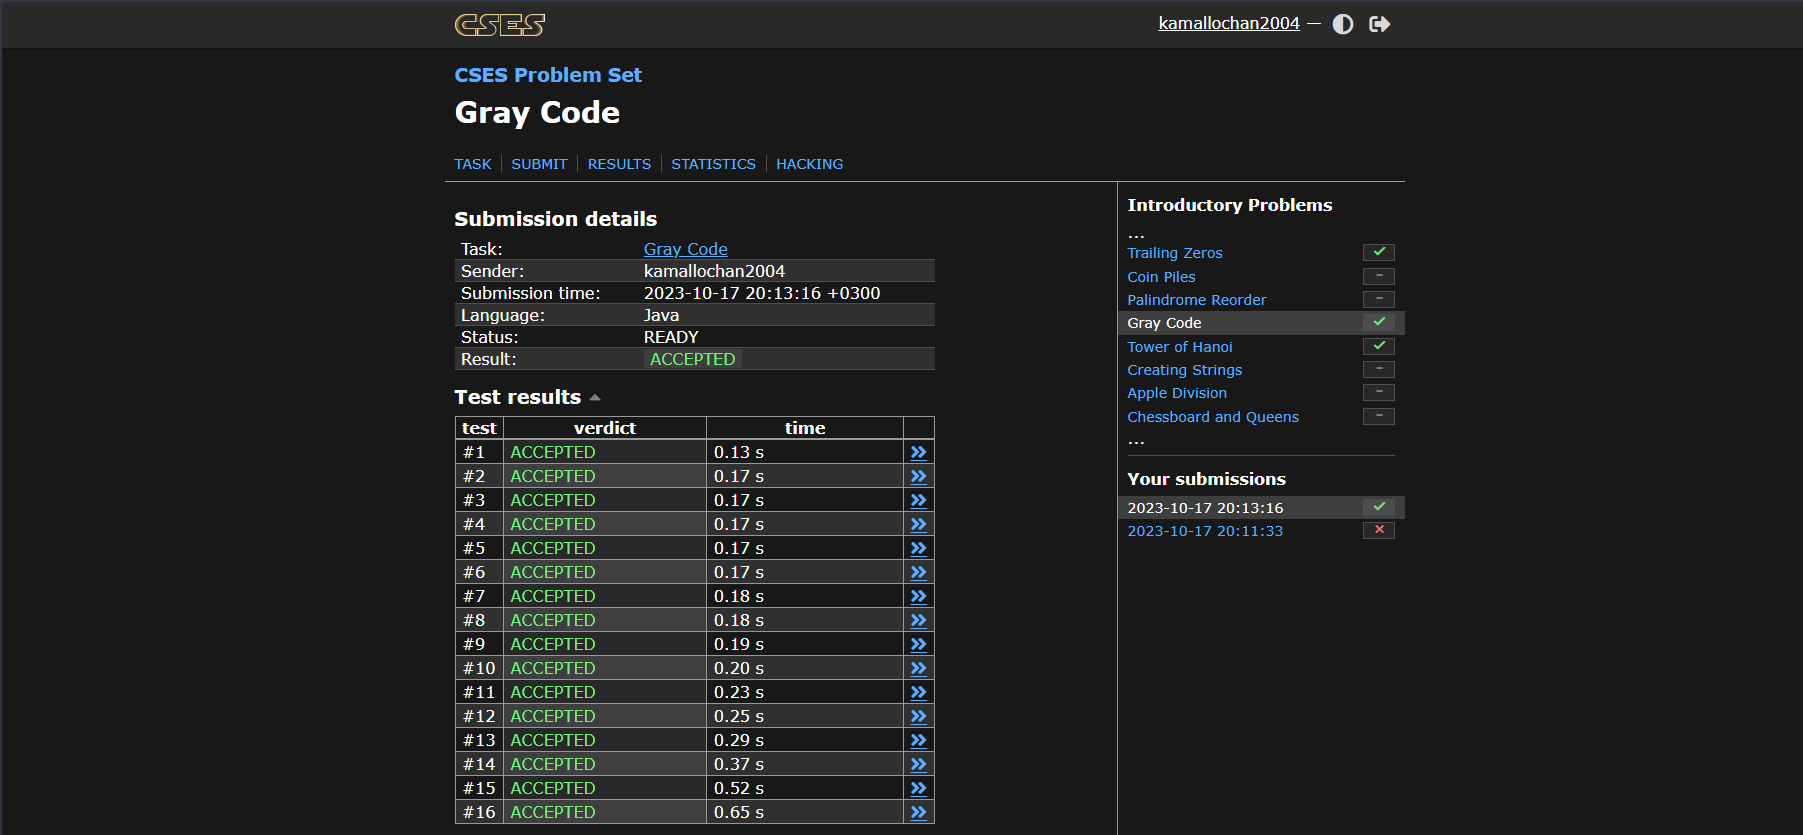 CSES
kamallochan2004 —
CSES Problem Set
Gray Code
TASK SUBMIT RESULTS STATISTICS HACKING
Submission details
Task: Gray Code
Sender: kamallochan2004
Submission time: 2023-10-17 20:13:16 +0300
Language: Java
Status: READY
Result: ACCEPTED
Test results
test verdict time
#1 ACCEPTED 0.13 s »
#2 ACCEPTED 0.17 s »
#3 ACCEPTED 0.17 s »
#4 ACCEPTED 0.17 s »
#5 ACCEPTED 0.17 s »
#6 ACCEPTED 0.17 s »
#7 ACCEPTED 0.18 s »
#8 ACCEPTED 0.18 s »
#9 ACCEPTED 0.19 s »
#10 ACCEPTED 0.20 s »
#11 ACCEPTED 0.23 s »
#12 ACCEPTED 0.25 s »
#13 ACCEPTED 0.29 s »
#14 ACCEPTED 0.37 s »
#15 ACCEPTED 0.52 s »
#16 ACCEPTED 0.65 s »
Introductory Problems
...
Trailing Zeros
Coin Piles –
Palindrome Reorder –
Gray Code
Tower of Hanoi
Creating Strings –
Apple Division –
Chessboard and Queens –
...
Your submissions
2023-10-17 20:13:16
2023-10-17 20:11:33